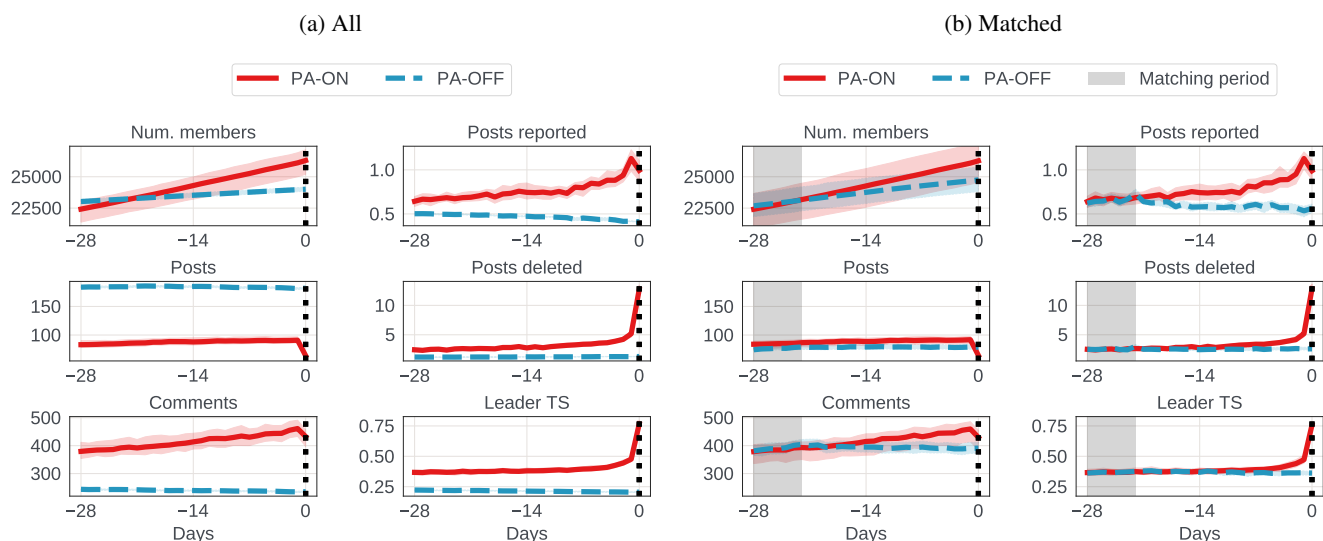 (a) All
(b) Matched
PA-ON PA-OFF
PA-ON PA-OFF Matching period
Num. members
25000
22500
−28 −14 0
Posts reported
1.0
0.5
−28 −14 0
Num. members
25000
22500
−28 −14 0
Posts reported
1.0
0.5
−28 −14 0
Posts
150
100
−28 −14 0
Posts deleted
10
5
−28 −14 0
Posts
150
100
−28 −14 0
Posts deleted
10
5
−28 −14 0
Comments
500
400
300
−28 −14 0
Days
Leader TS
0.75
0.50
0.25
−28 −14 0
Days
Comments
500
400
300
−28 −14 0
Days
Leader TS
0.75
0.50
0.25
−28 −14 0
Days